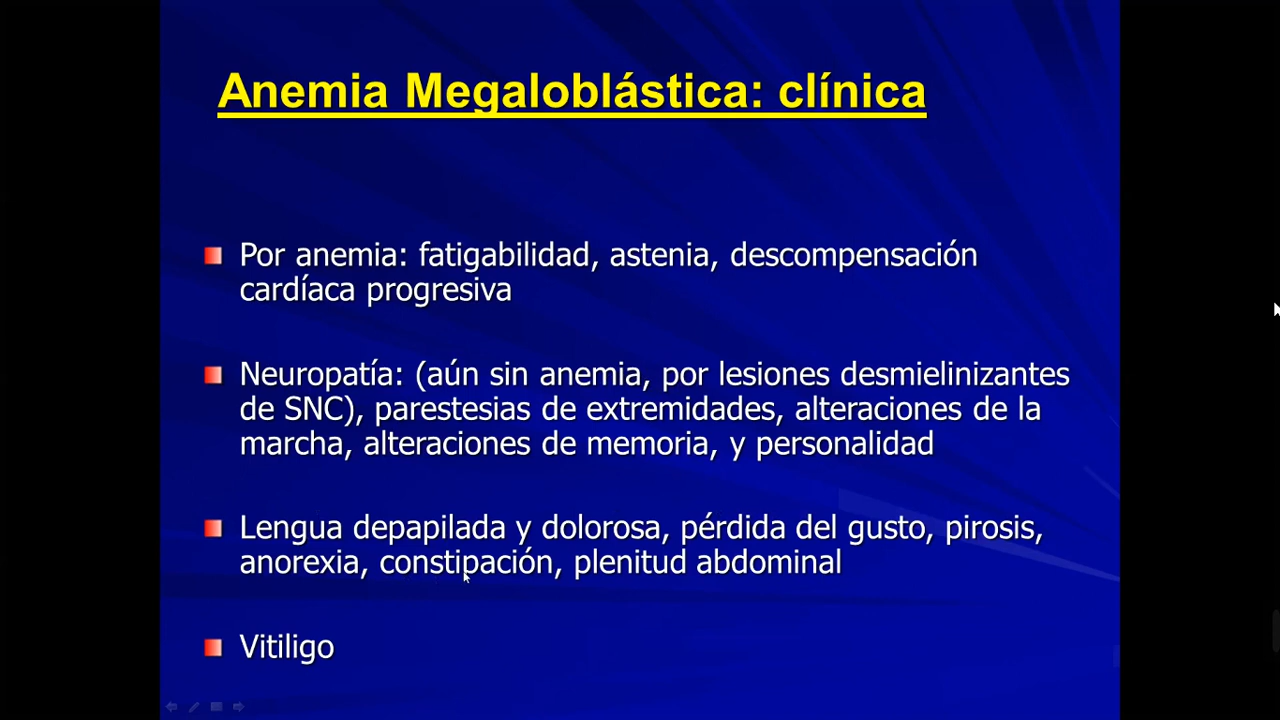 Anemia Megaloblástica: clínica
Por anemia: fatigabilidad, astenia, descompensación
cardíaca progresiva
Neuropatía: (aún sin anemia, por lesiones desmielinizantes
de SNC), parestesias de extremidades, alteraciones de la
marcha, alteraciones de memoria, y personalidad
Lengua depapilada y dolorosa, pérdida del gusto, pirosis,
anorexia, constipación, plenitud abdominal
Vitiligo